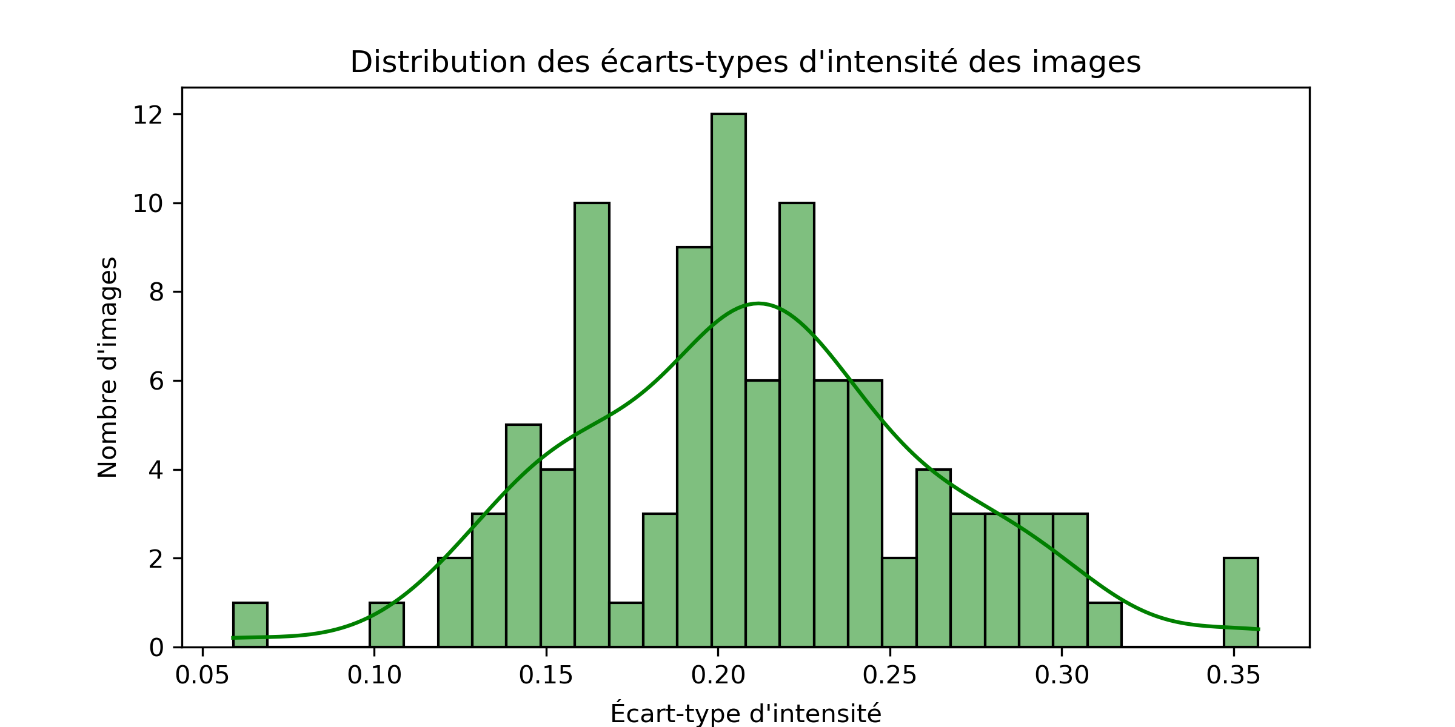 Distribution des écarts-types d'intensité des images
12
10
8
6
4
2
0
Nombre d'images
0.05 0.10 0.15 0.20 0.25 0.30 0.35
Écart-type d'intensité